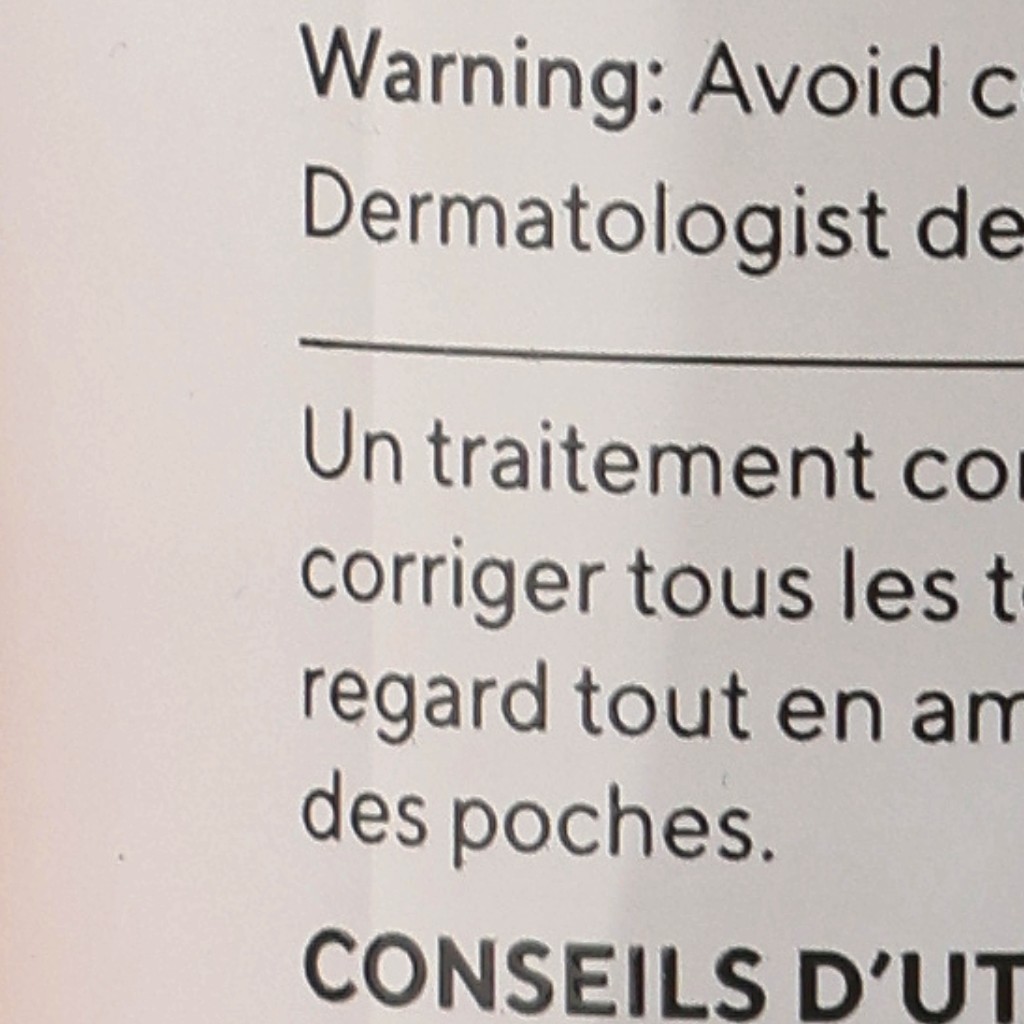 Warning: Avoid
Dermatologist
Un traitement
corriger tous les
regard tout en
des poches.
CONSEILS